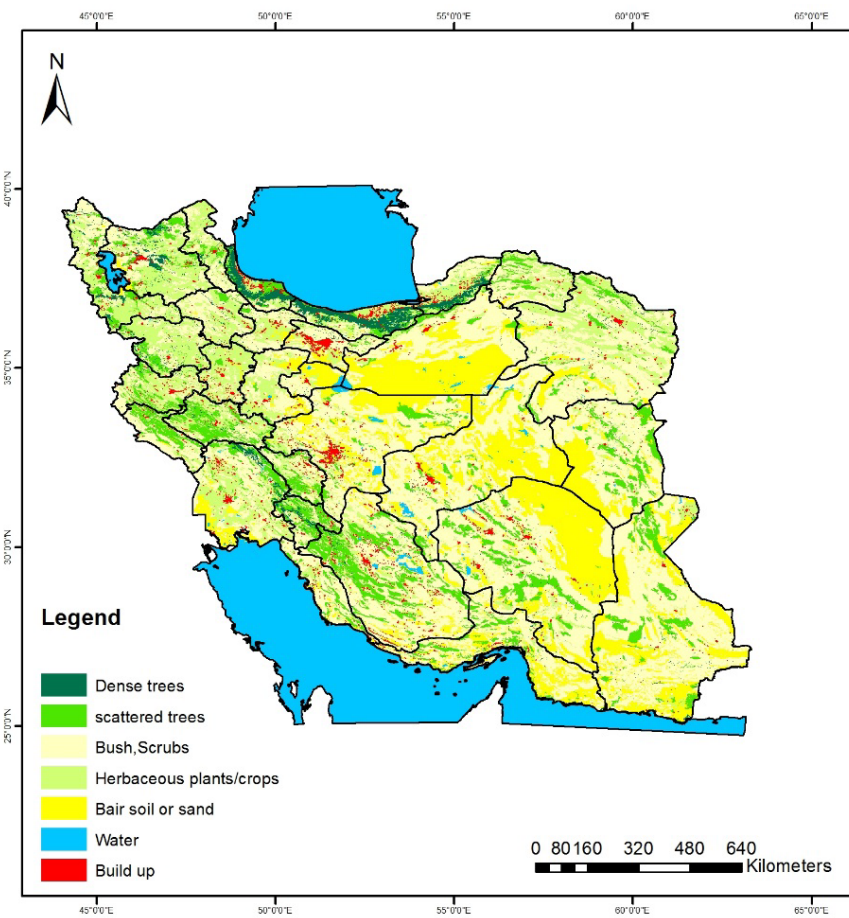 45°0'0"E 50°0'0"E 55°0'0"E 60°0'0"E 65°0'0"E
N
40°0'0"N
35°0'0"N
30°0'0"N
25°0'0"N
Legend
Dense trees
scattered trees
Bush,Scrubs
Herbaceous plants/crops
Bair soil or sand
Water
Build up
0 80 160 320 480 640
Kilometers
45°0'0"E 50°0'0"E 55°0'0"E 60°0'0"E 65°0'0"E